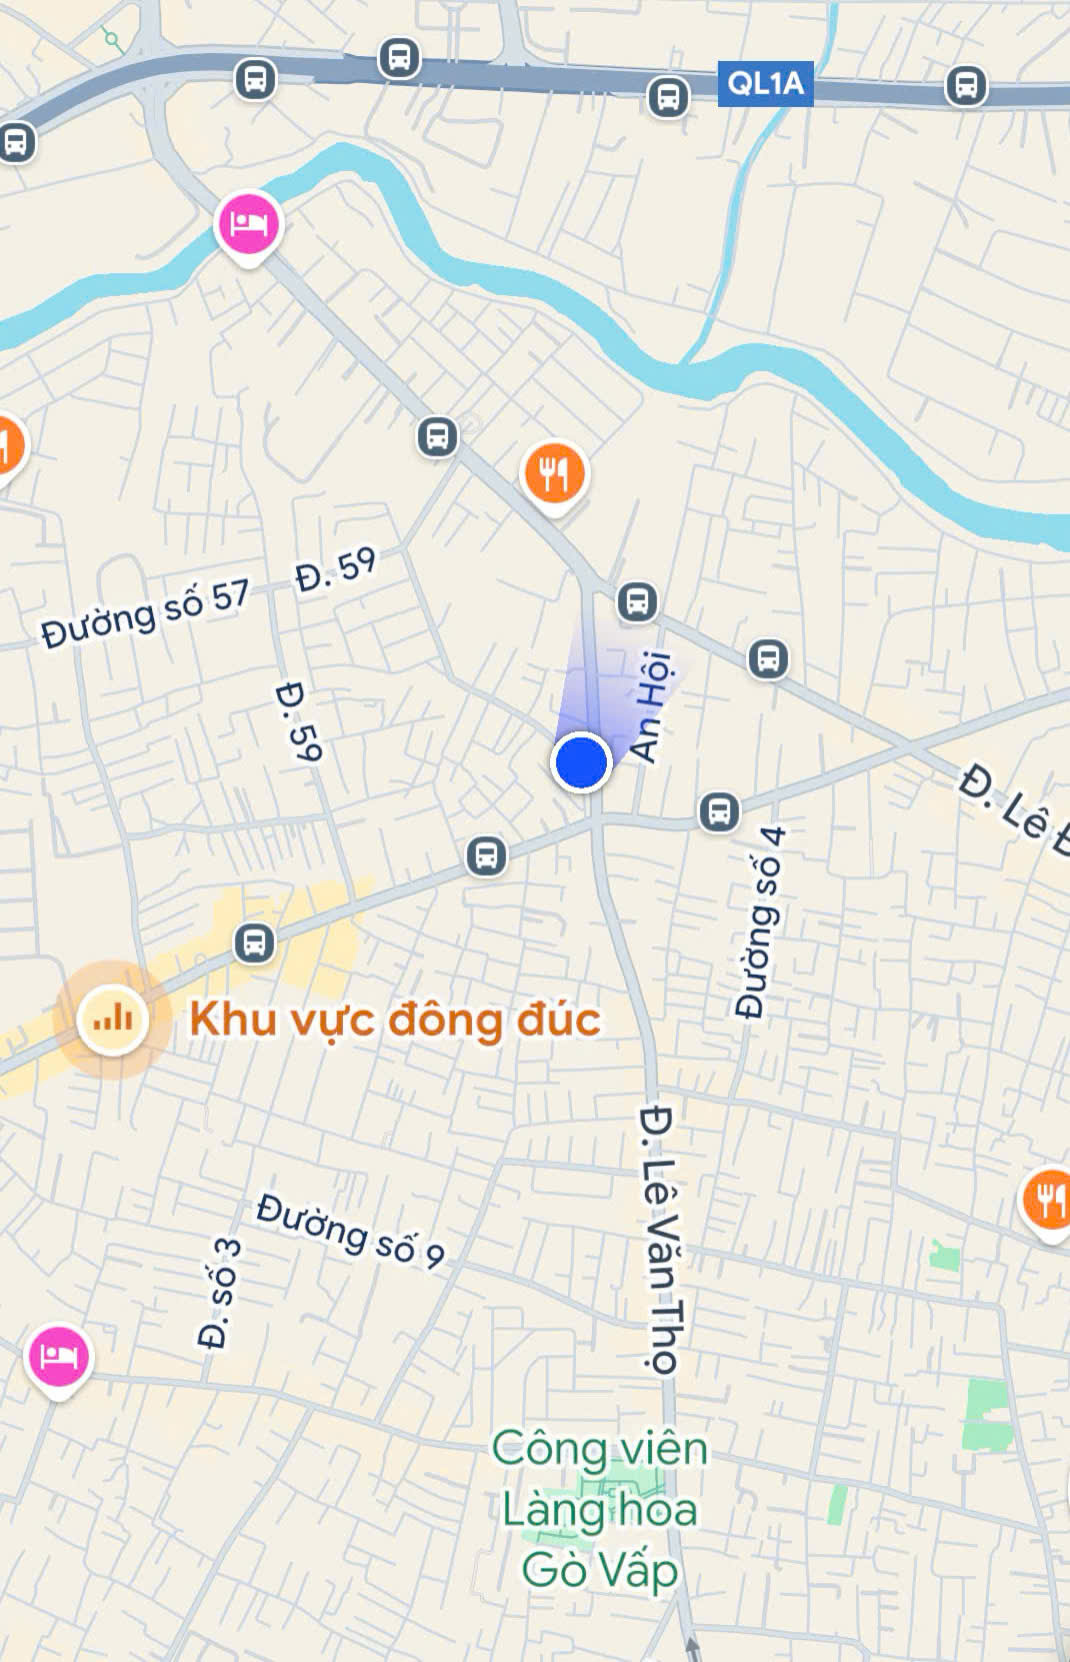 QL1A
Đ. 59
Đường số 57
An Hội
Đ. 59
Đ. Lê Đ
Đường số 4
Khu vực đông đúc
Đ. Lê Văn Thọ
Đường số 9
Đ. số 3
Công viên
Làng hoa
Gò Vấp